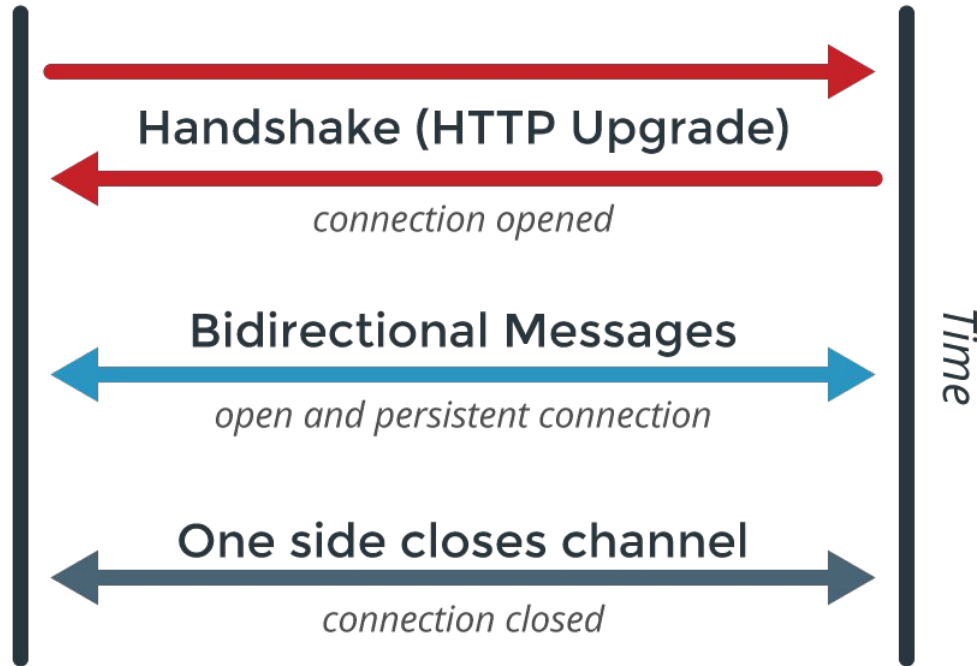 Handshake (HTTP Upgrade)
connection opened
Bidirectional Messages
open and persistent connection
One side closes channel
connection closed
Time